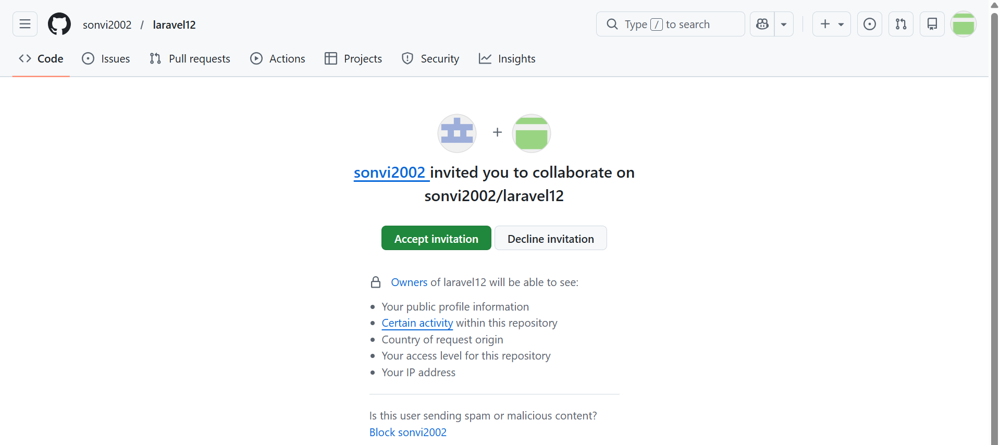 sonvi2002 / laravel12
Type / to search
Code Issues Pull requests Actions Projects Security Insights
sonvi2002 invited you to collaborate on
sonvi2002/laravel12
Accept invitation Decline invitation
Owners of laravel12 will be able to see:
Your public profile information
Certain activity within this repository
Country of request origin
Your access level for this repository
Your IP address
Is this user sending spam or malicious content?
Block sonvi2002